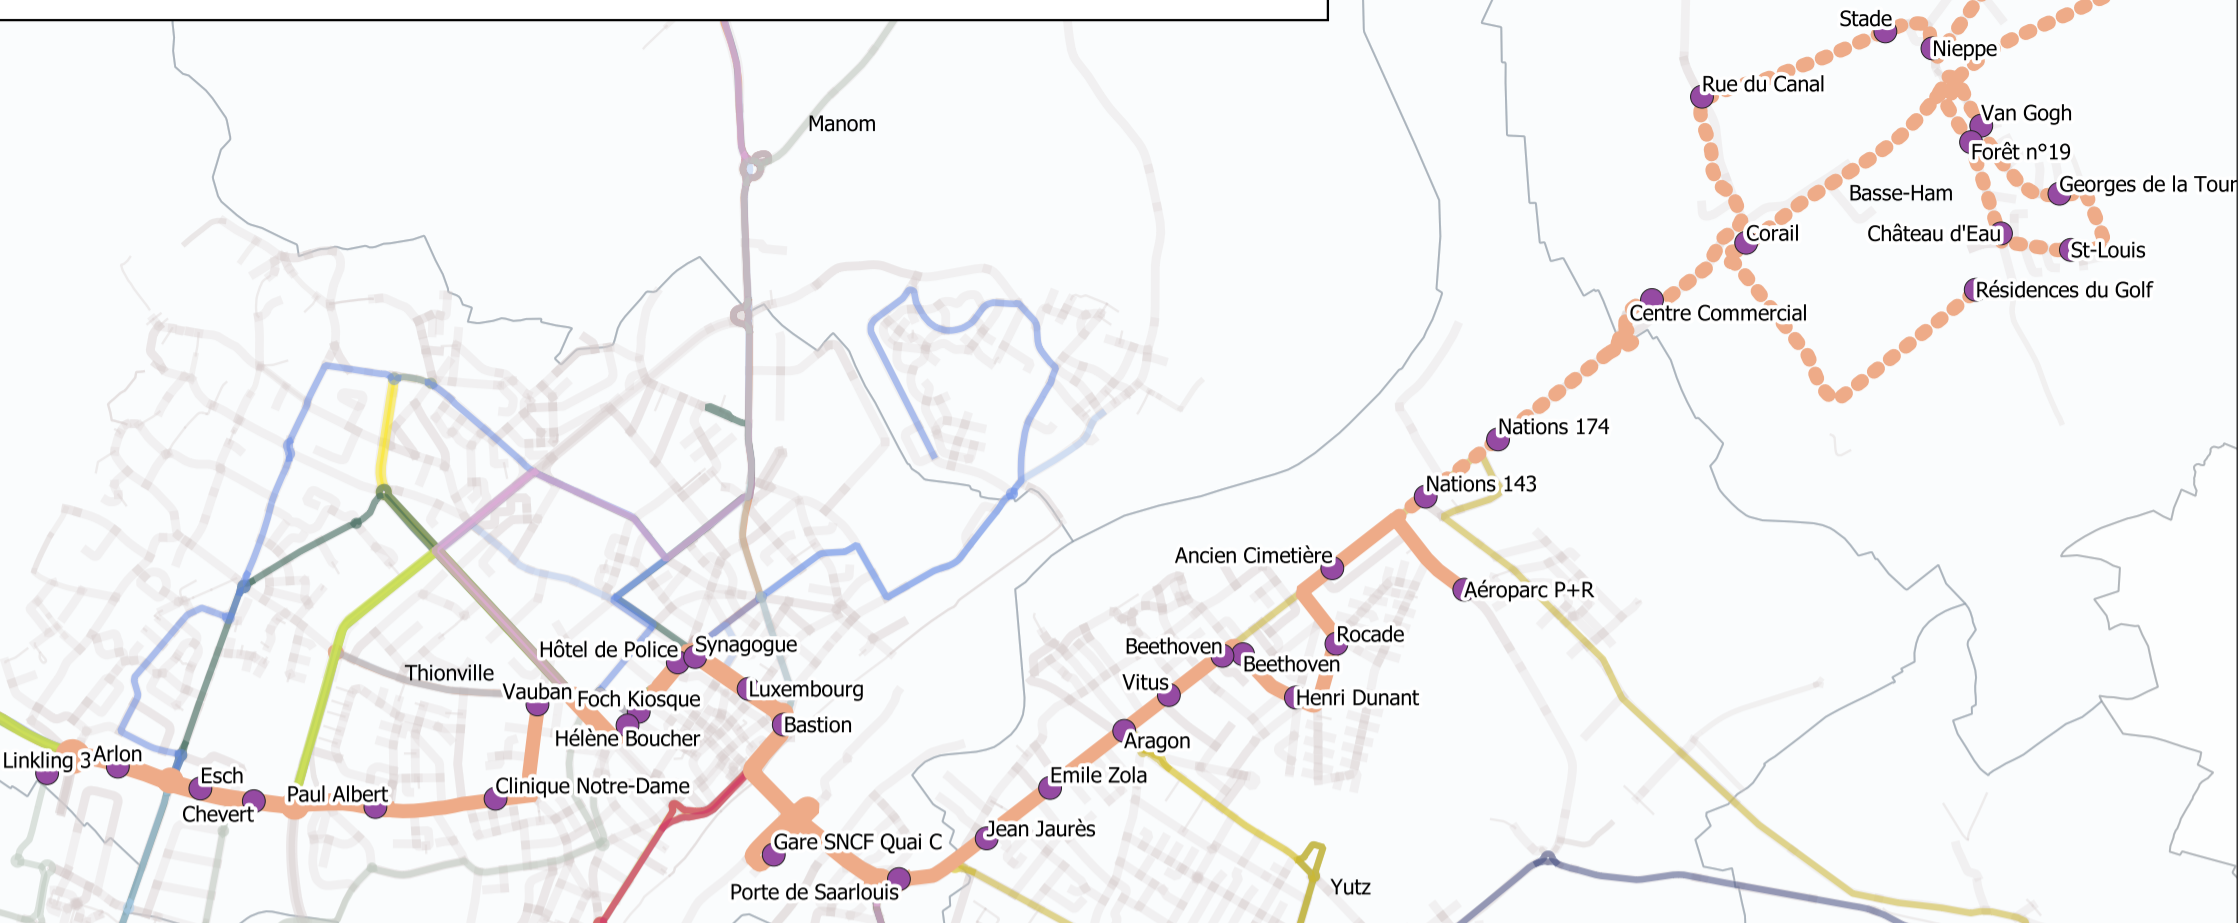 Stade
Nieppe
Rue du Canal
Van Gogh
Manom
Forêt n°19
Georges de la Tour
Basse-Ham
Corail
Château d'Eau
St-Louis
Résidences du Golf
Centre Commercial
Nations 174
Nations 143
Ancien Cimetière
Aéroparc P+R
Rocade
Synagogue
Hôtel de Police
Beethoven
Beethoven
Thionville
Vitus
Luxembourg
Vauban
Foch Kiosque
Henri Dunant
Bastion
Hélène Boucher
Aragon
Arlon
Linkling 3
Esch
Emile Zola
Clinique Notre-Dame
Paul Albert
Chevert
Jean Jaurès
Gare SNCF Quai C
Yutz
Porte de Saarlouis